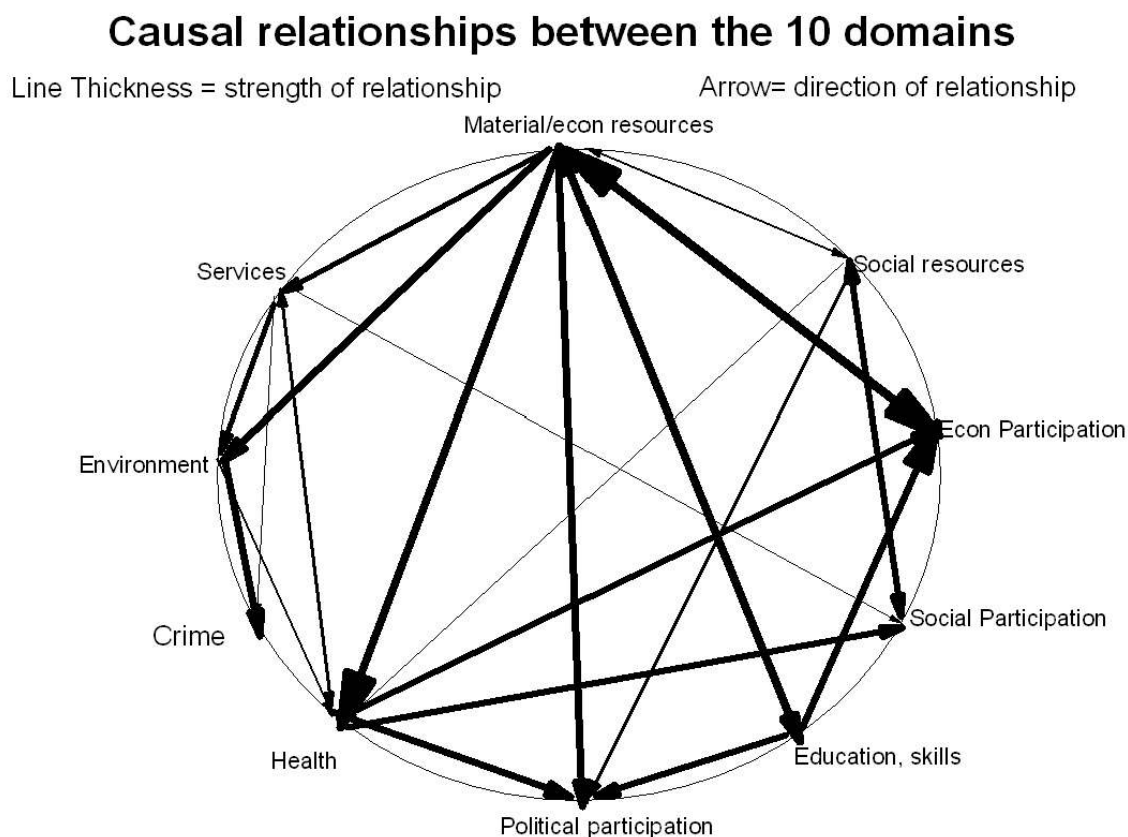 Causal relationships between the 10 domains
Line Thickness = strength of relationship
Arrow= direction of relationship
Material/econ resources
Social resources
Services
Econ Participation
Environment
Social Participation
Crime
Education, skills
Health
Political participation